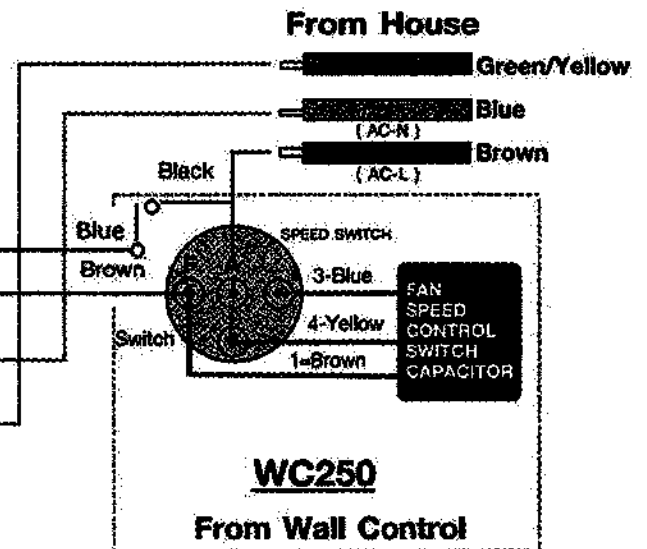 From House
Green/Yellow
Blue
( AC-N )
Brown
( AC-L )
Black
Blue
SPEED SWITCH
Brown
3-Blue
FAN
SPEED
4-Yellow
CONTROL
Switch
SWITCH
1=Brown
CAPACITOR
WC250
From Wall Control